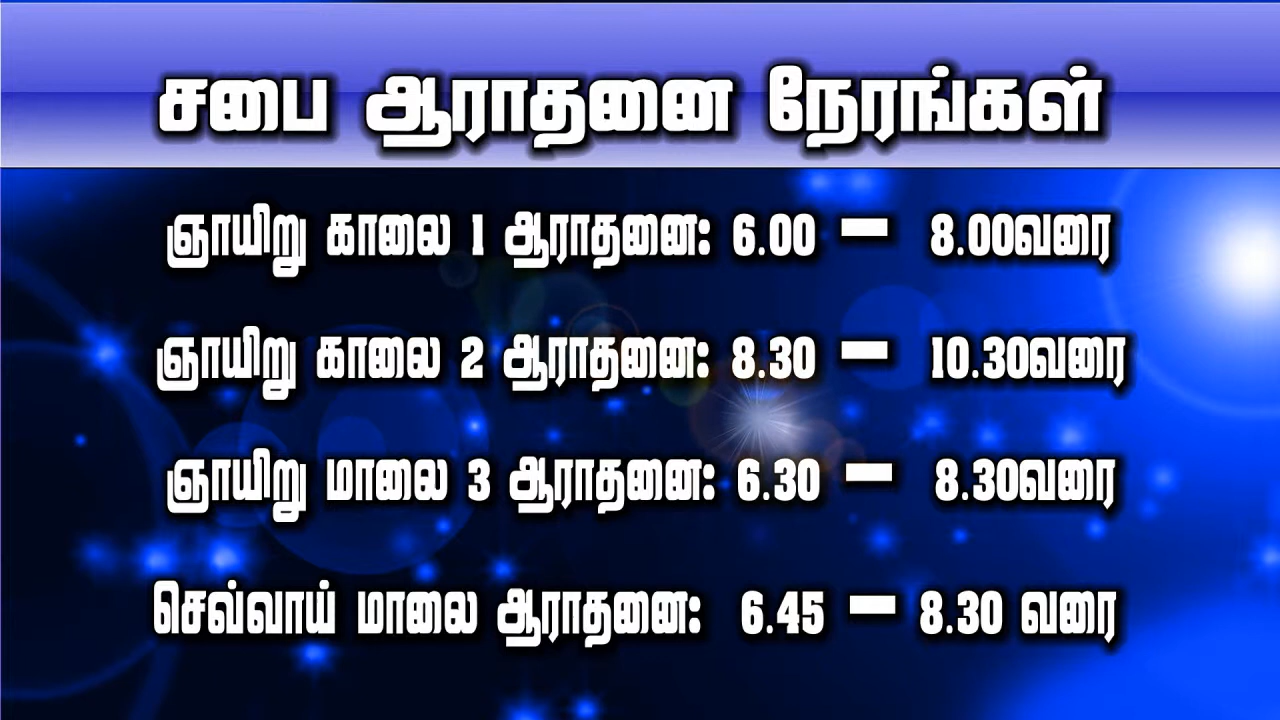 சபை ஆராதனை நேரங்கள்
ஞாயிறு காலை 1 ஆராதனை: 6.00 – 8.00வரை
ஞாயிறு காலை 2 ஆராதனை: 8.30 – 10.30வரை
ஞாயிறு மாலை 3 ஆராதனை: 6.30 – 8.30வரை
செவ்வாய் மாலை ஆராதனை: 6.45 – 8.30 வரை